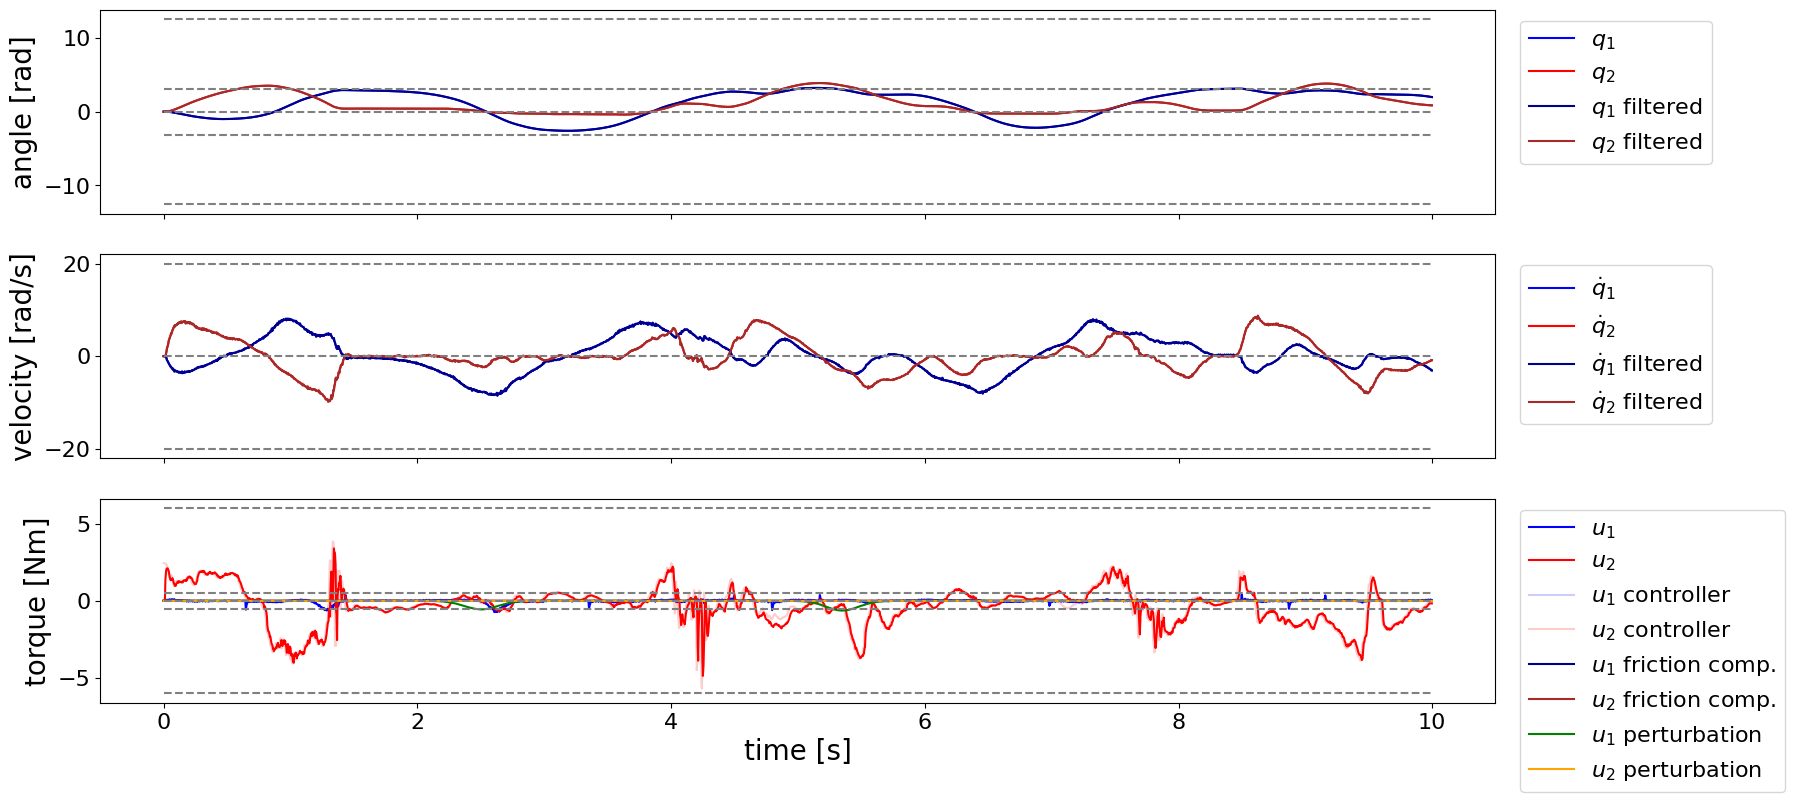 angle [rad]
10
0
−10
q₁
q₂
q₁ filtered
q₂ filtered
velocity [rad/s]
20
0
−20
q̇₁
q̇₂
q̇₁ filtered
q̇₂ filtered
torque [Nm]
5
0
−5
0 2 4 6 8 10
time [s]
u₁
u₂
u₁ controller
u₂ controller
u₁ friction comp.
u₂ friction comp.
u₁ perturbation
u₂ perturbation